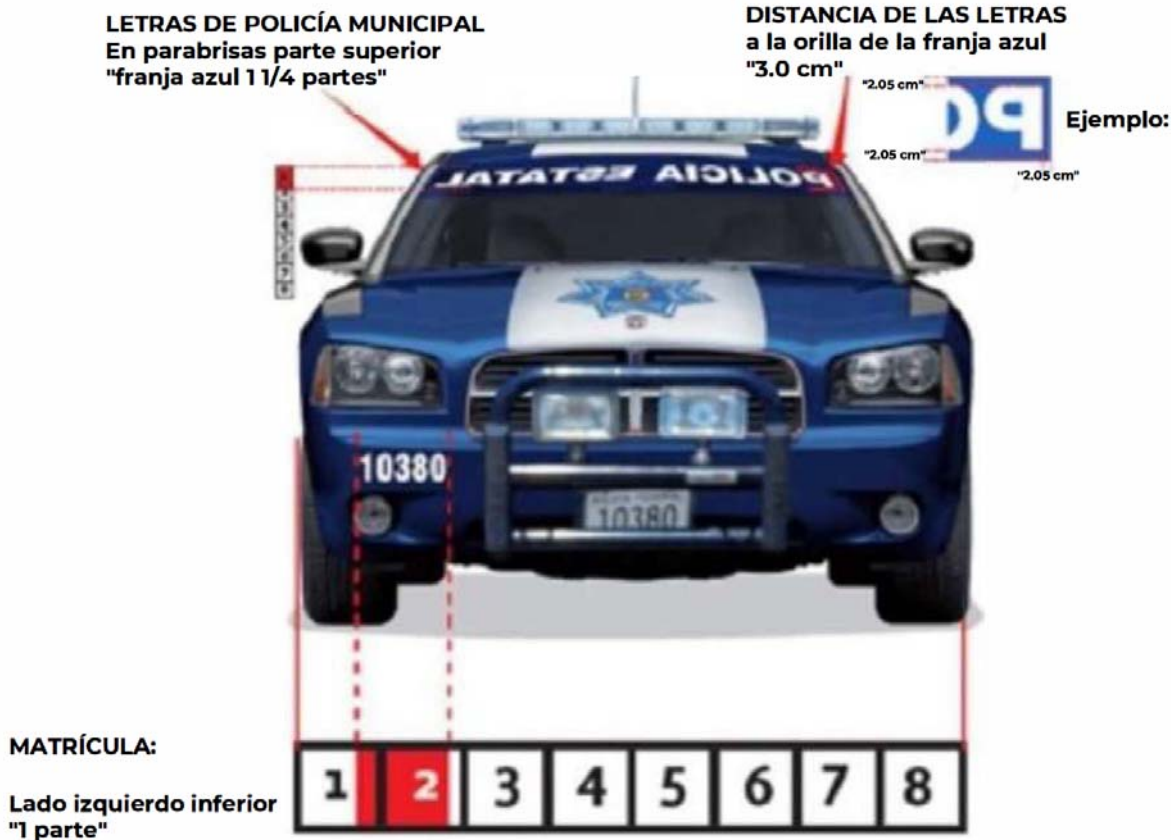 LETRAS DE POLICÍA MUNICIPAL
En parabrisas parte superior
"franja azul 1 1/4 partes"
DISTANCIA DE LAS LETRAS
a la orilla de la franja azul
"3.0 cm"
"2.05 cm"
PO
Ejemplo:
"2.05 cm"
"2.05 cm"
POLICIA ESTATAL
10380
10380
MATRÍCULA:
Lado izquierdo inferior
"1 parte"
1 2 3 4 5 6 7 8